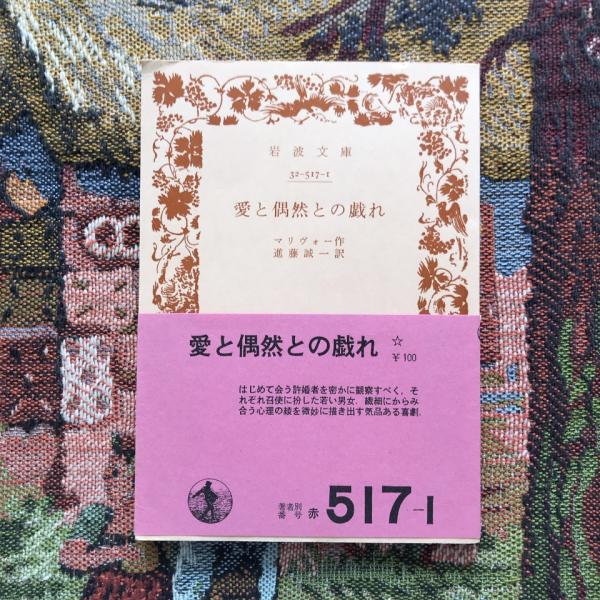 岩波文庫
32-517-1
愛と偶然との戯れ
マリヴォー作
進藤誠一訳
愛と偶然との戯れ ☆
￥100
はじめて会う許婚者を密かに観察すべく，そ
れぞれ召使に扮した若い男女．繊細にからみ
合う心理の綾を微妙に描き出す気品ある喜劇．
著者別
番号 赤 517-1